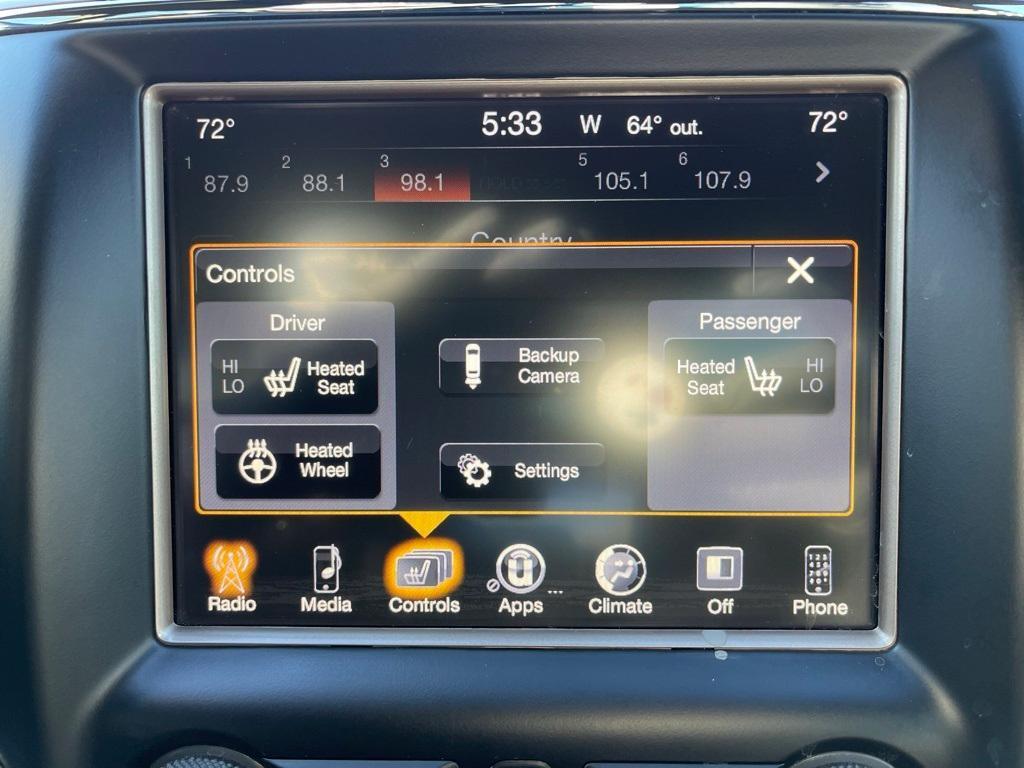 72° 5:33 W 64° out. 72°
1 87.9 2 88.1 3 98.1 5 105.1 6 107.9
Country
Controls
Driver
Passenger
HI
LO
Heated
Seat
Backup
Camera
Heated
Seat
HI
LO
Heated
Wheel
Settings
Radio Media Controls Apps Climate Off Phone